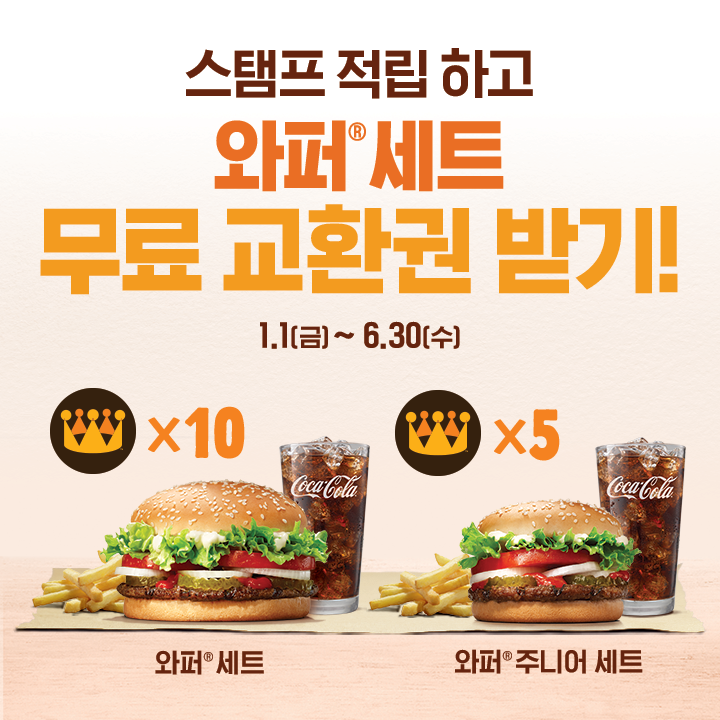 스탬프 적립 하고
와퍼® 세트
무료 교환권 받기!
1.1(금) ~ 6.30(수)
×10
×5
Coca-Cola
Coca-Cola
와퍼® 세트
와퍼® 주니어 세트